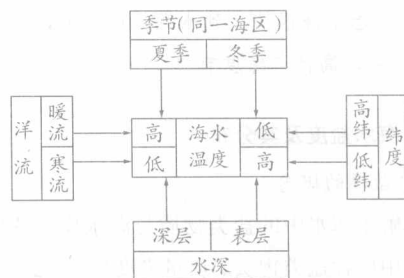 季节(同一海区)
夏季 冬季
洋流 暖流 寒流
高 海水温度 低
低 高
高纬 低纬 纬度
深层 表层
水深